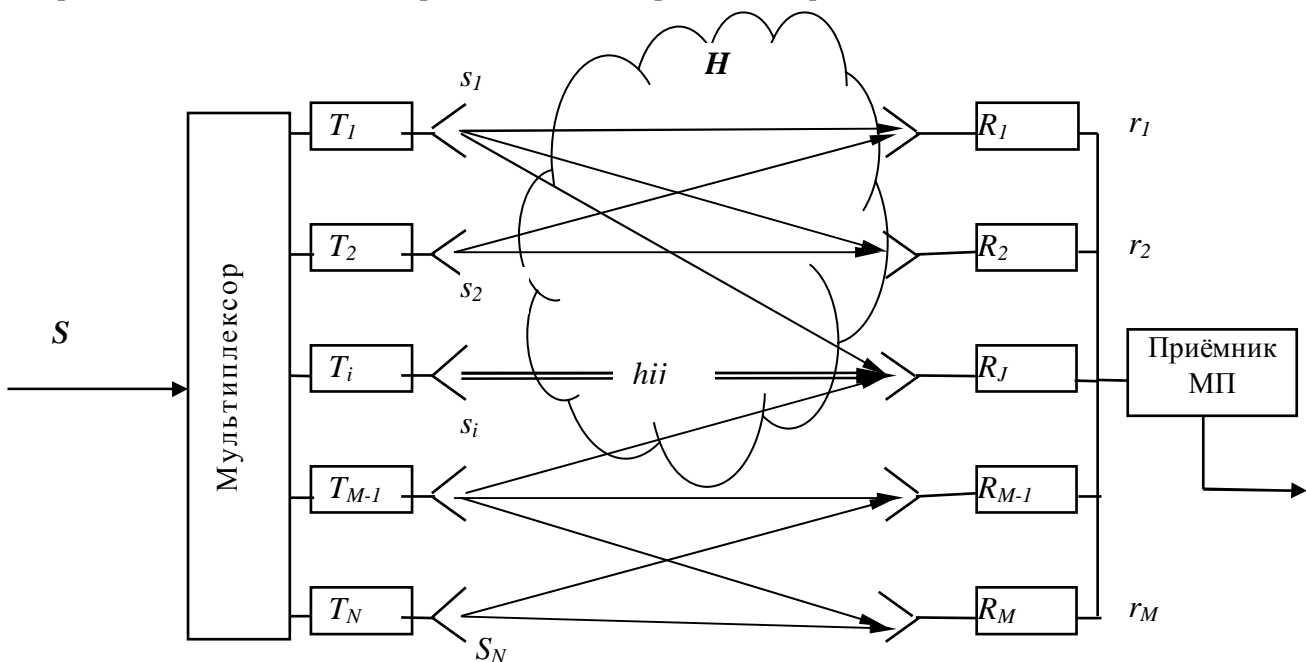 H
s1
T1
R1
r1
T2
R2
r2
s2
S
Мультиплексор
Ti
hij
RJ
Приёмник
МП
si
TM-1
RM-1
TN
RM
rM
SN